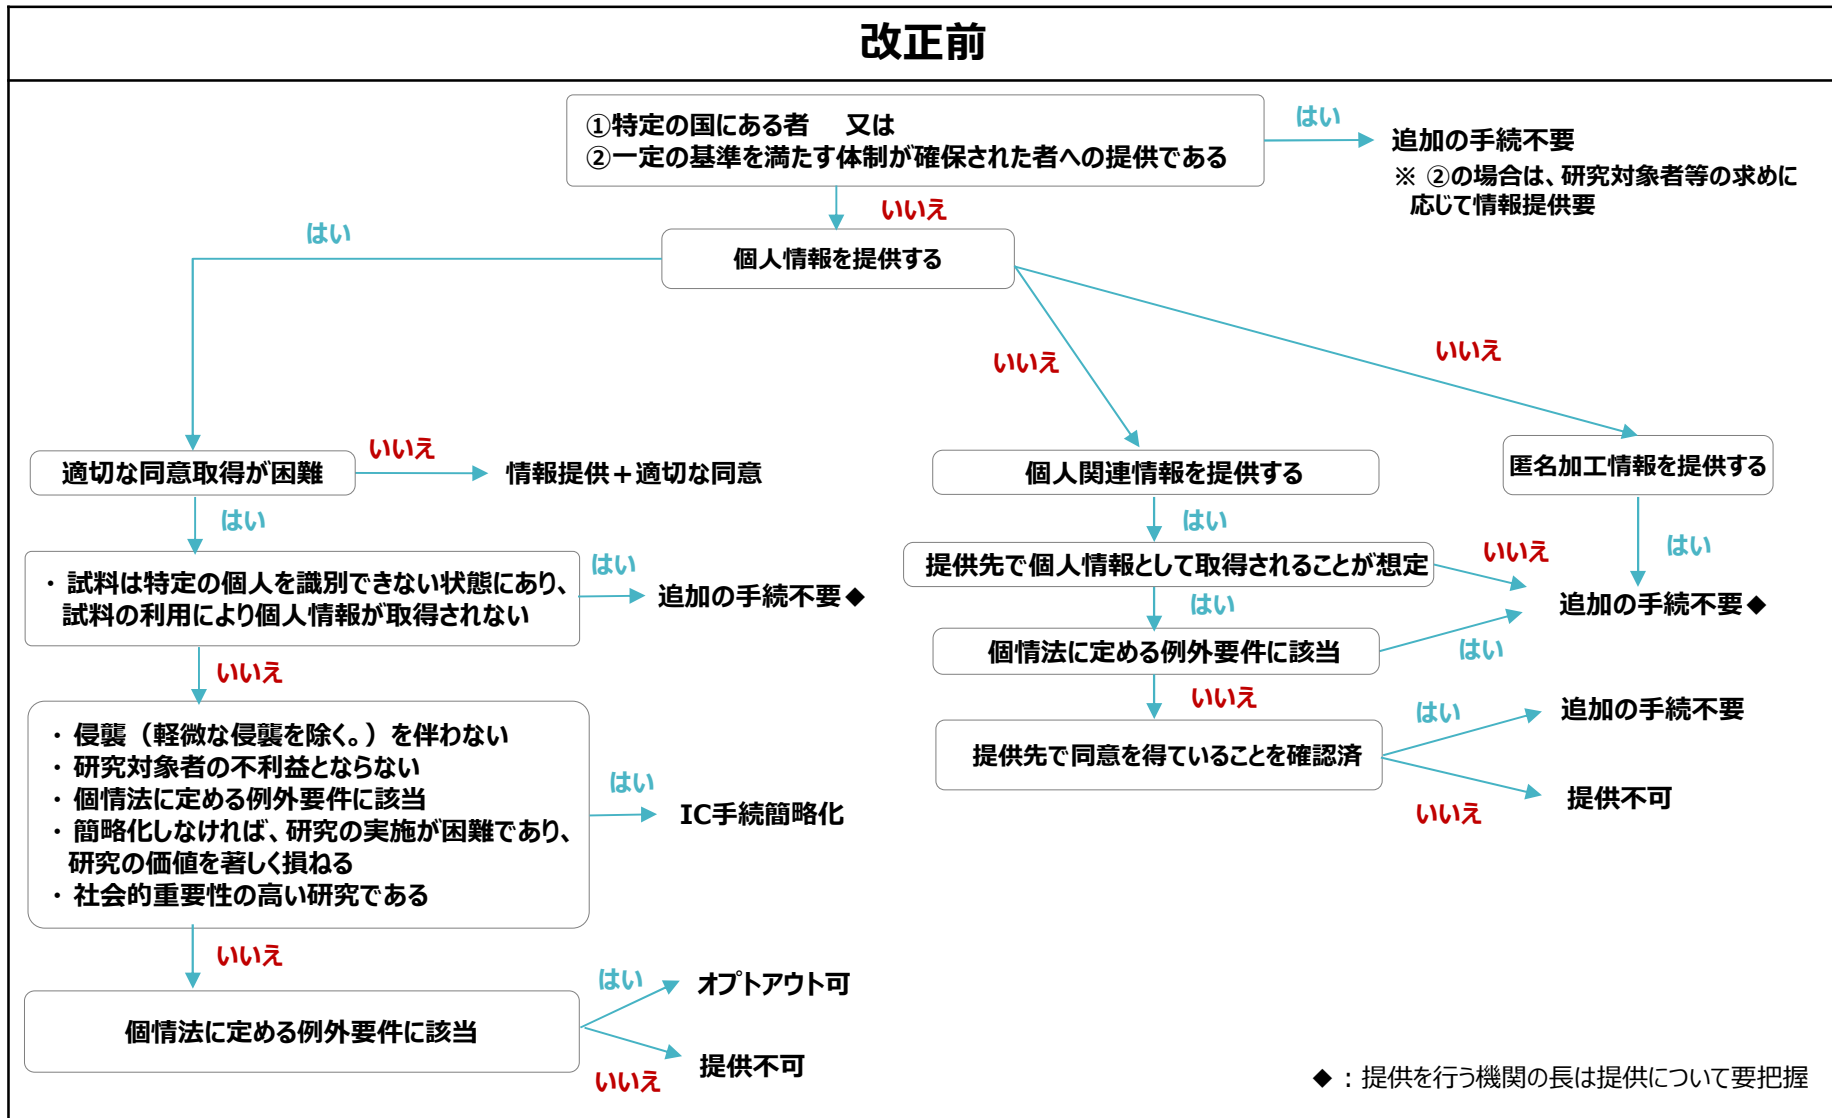 改正前
①特定の国にある者　又は
②一定の基準を満たす体制が確保された者への提供である
はい
追加の手続不要
※ ②の場合は、研究対象者等の求めに
応じて情報提供要
いいえ
はい
個人情報を提供する
いいえ
いいえ
適切な同意取得が困難
いいえ
情報提供＋適切な同意
個人関連情報を提供する
匿名加工情報を提供する
はい
はい
はい
・ 試料は特定の個人を識別できない状態にあり、
試料の利用により個人情報が取得されない
はい
追加の手続不要◆
提供先で個人情報として取得されることが想定
いいえ
追加の手続不要◆
はい
個情法に定める例外要件に該当
はい
いいえ
いいえ
・ 侵襲（軽微な侵襲を除く。）を伴わない
・ 研究対象者の不利益とならない
・ 個情法に定める例外要件に該当
・ 簡略化しなければ、研究の実施が困難であり、
研究の価値を著しく損ねる
・ 社会的重要性の高い研究である
はい
IC手続簡略化
提供先で同意を得ていることを確認済
はい
追加の手続不要
いいえ
提供不可
いいえ
個情法に定める例外要件に該当
はい
オプトアウト可
いいえ
提供不可
◆：提供を行う機関の長は提供について要把握